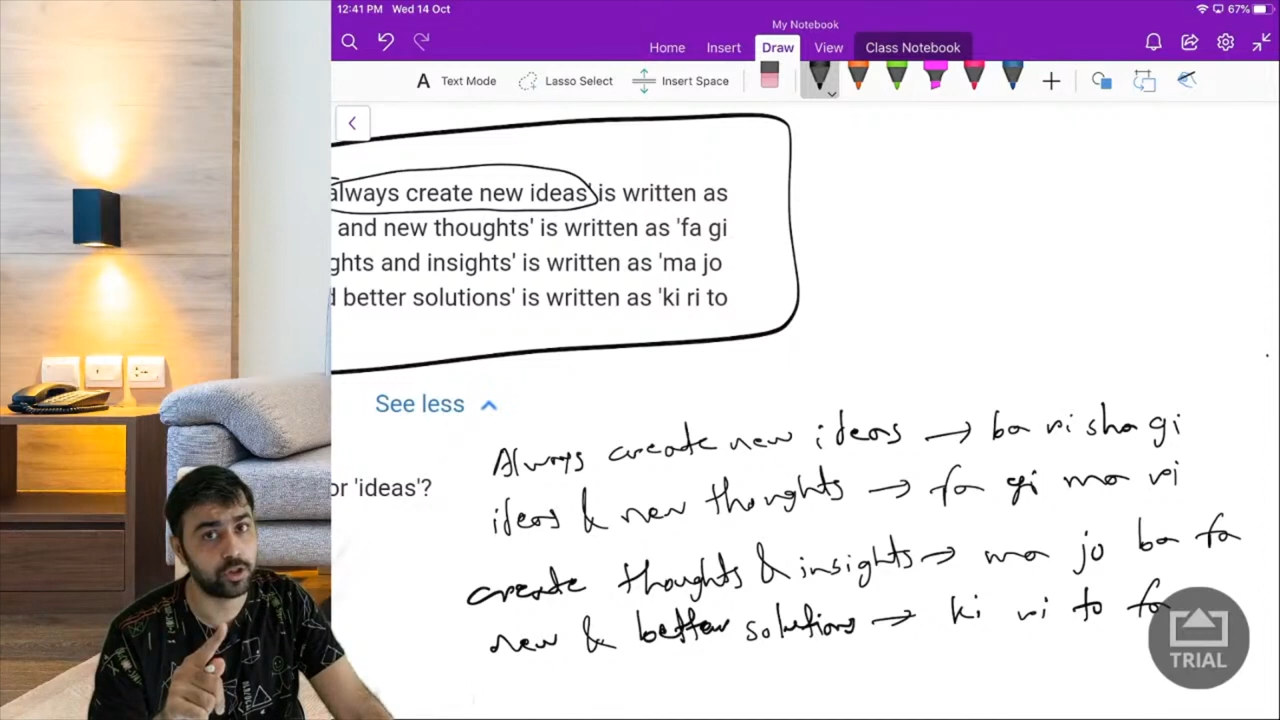 12:41 PM Wed 14 Oct
67%
My Notebook
Home Insert Draw View Class Notebook
A Text Mode Lasso Select Insert Space
always create new ideas' is written as
and new thoughts' is written as 'fa gi
ghts and insights' is written as 'ma jo
d better solutions' is written as 'ki ri to
See less
or 'ideas'?
Always create new ideas → ba ri sha gi
ideas & new thoughts → fa gi ma ri
create thoughts & insights → ma jo ba fa
new & better solutions → ki ri to fa
TRIAL